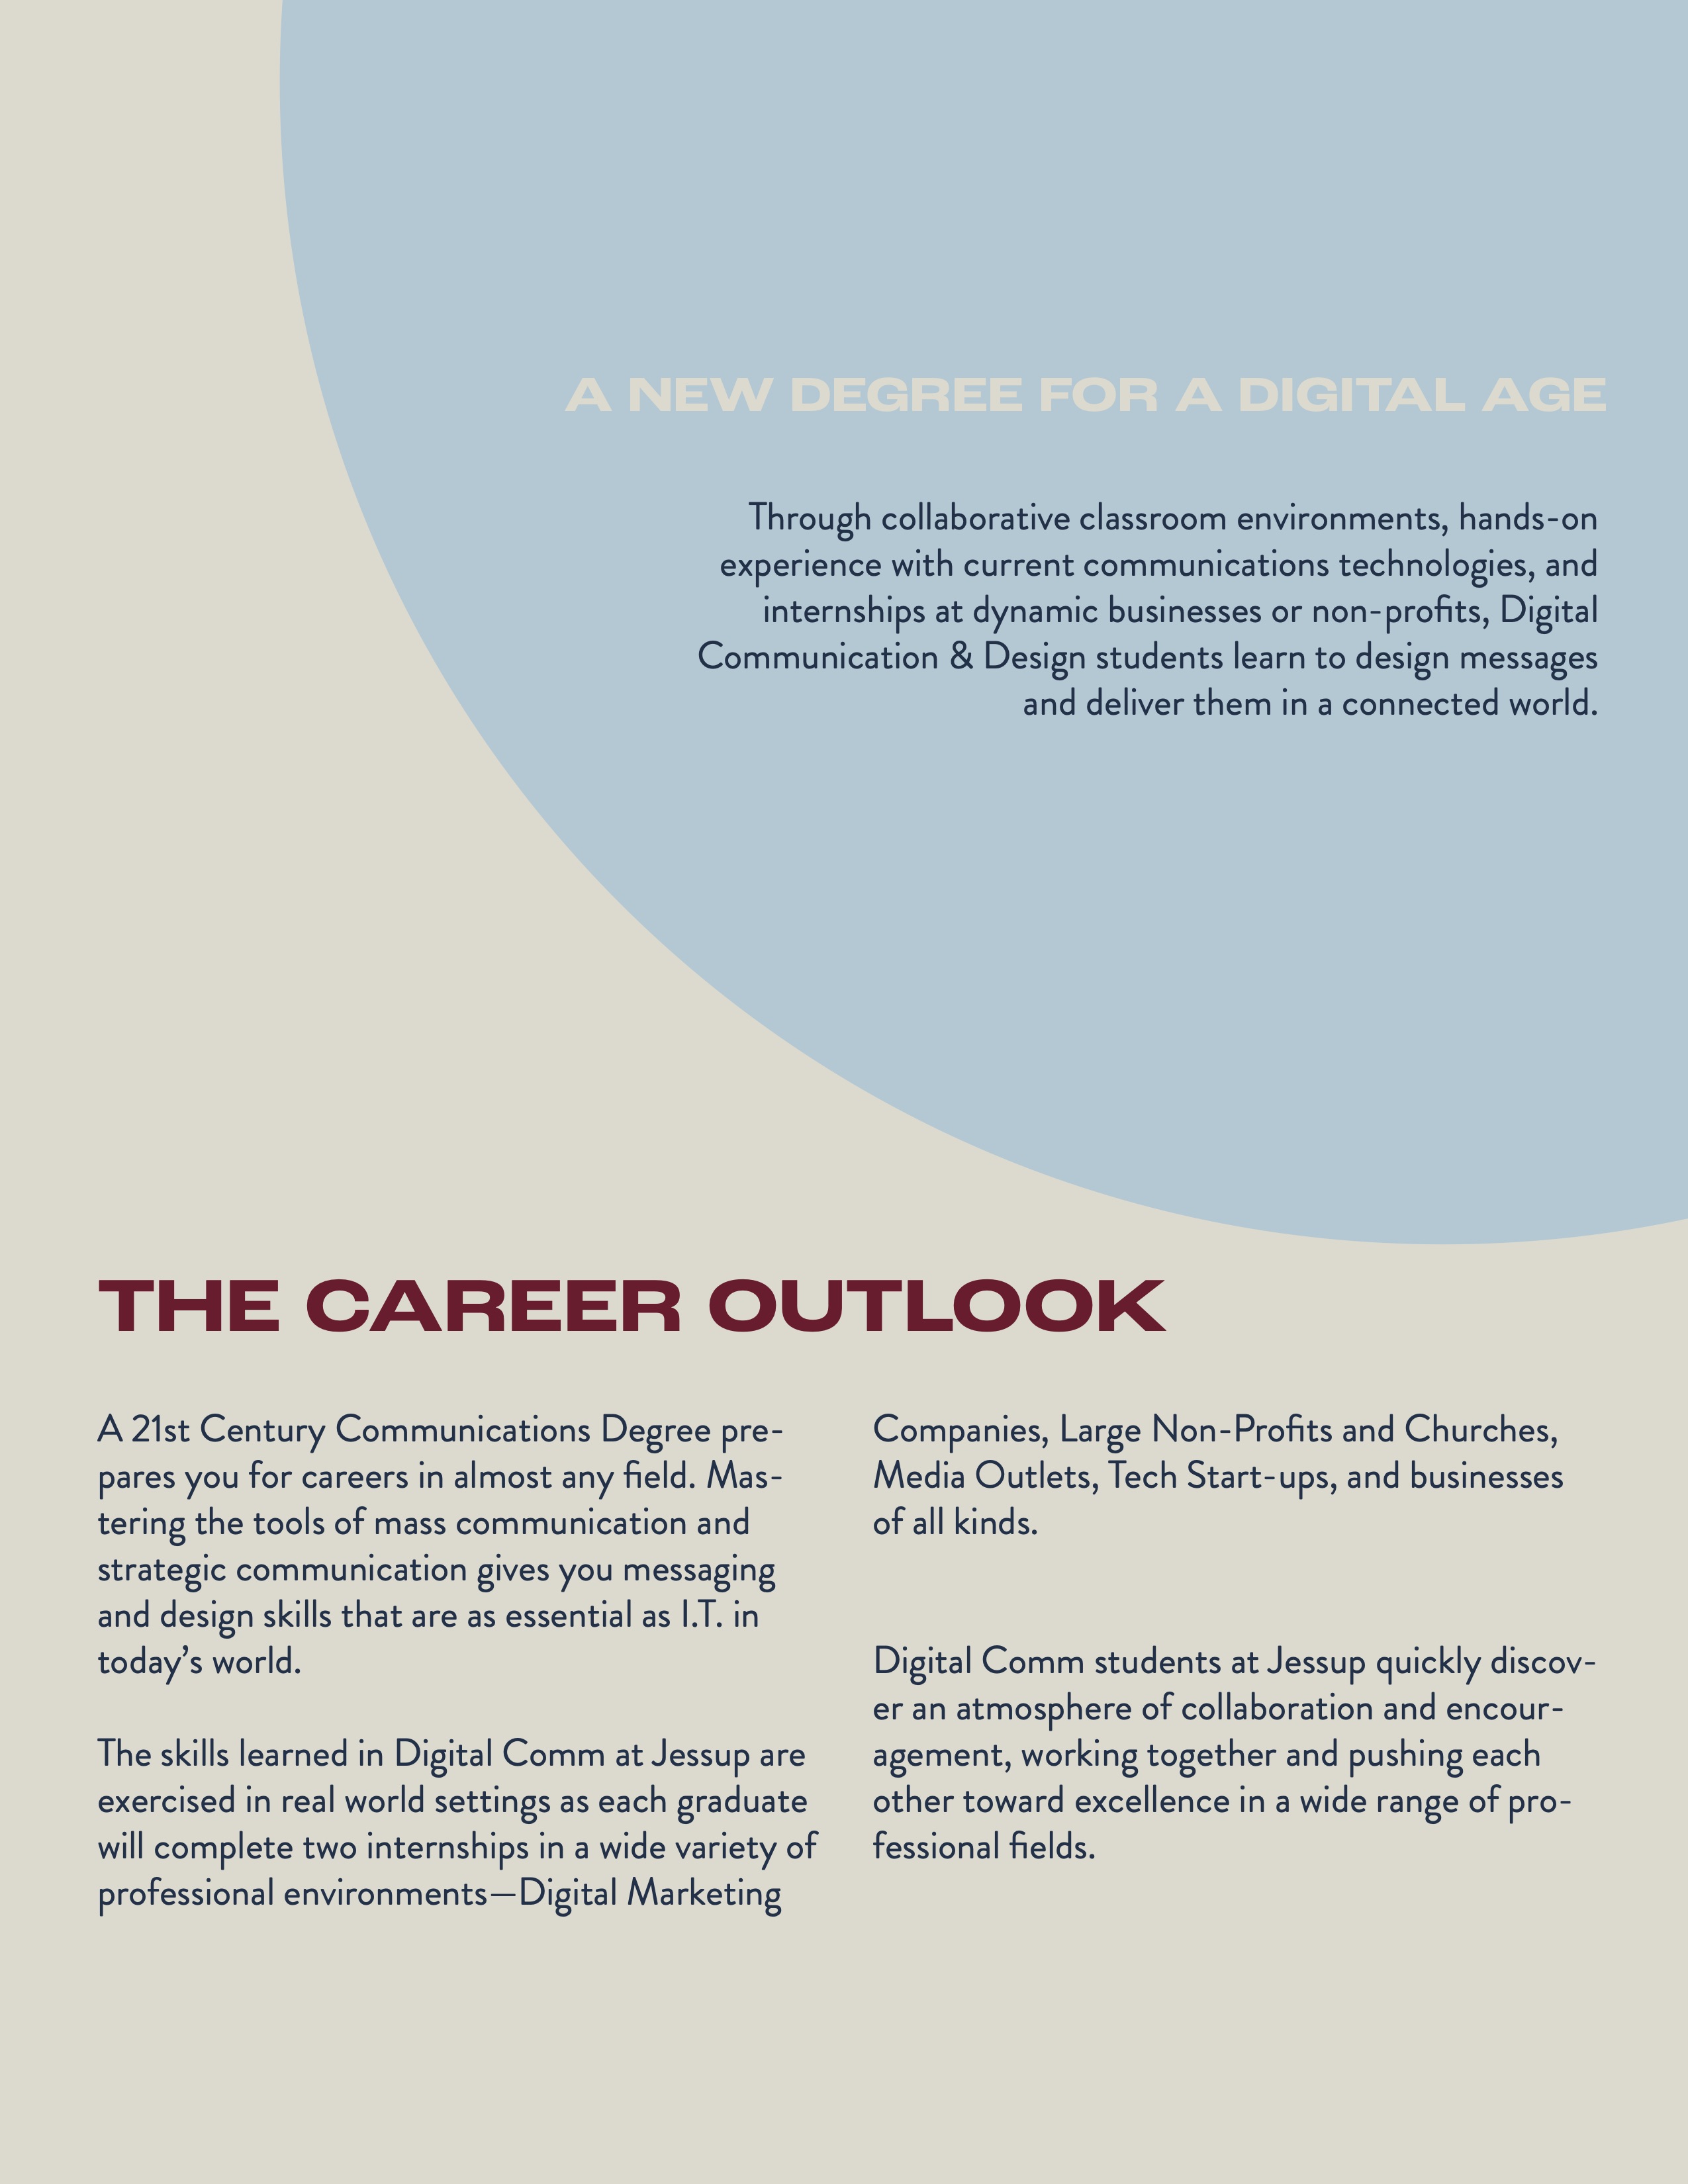 A NEW DEGREE FOR A DIGITAL AGE
Through collaborative classroom environments, hands-on
experience with current communications technologies, and
internships at dynamic businesses or non-profits, Digital
Communication & Design students learn to design messages
and deliver them in a connected world.
THE CAREER OUTLOOK
A 21st Century Communications Degree pre-
pares you for careers in almost any field. Mas-
tering the tools of mass communication and
strategic communication gives you messaging
and design skills that are as essential as I.T. in
today’s world.
The skills learned in Digital Comm at Jessup are
exercised in real world settings as each graduate
will complete two internships in a wide variety of
professional environments—Digital Marketing
Companies, Large Non-Profits and Churches,
Media Outlets, Tech Start-ups, and businesses
of all kinds.
Digital Comm students at Jessup quickly discov-
er an atmosphere of collaboration and encour-
agement, working together and pushing each
other toward excellence in a wide range of pro-
fessional fields.